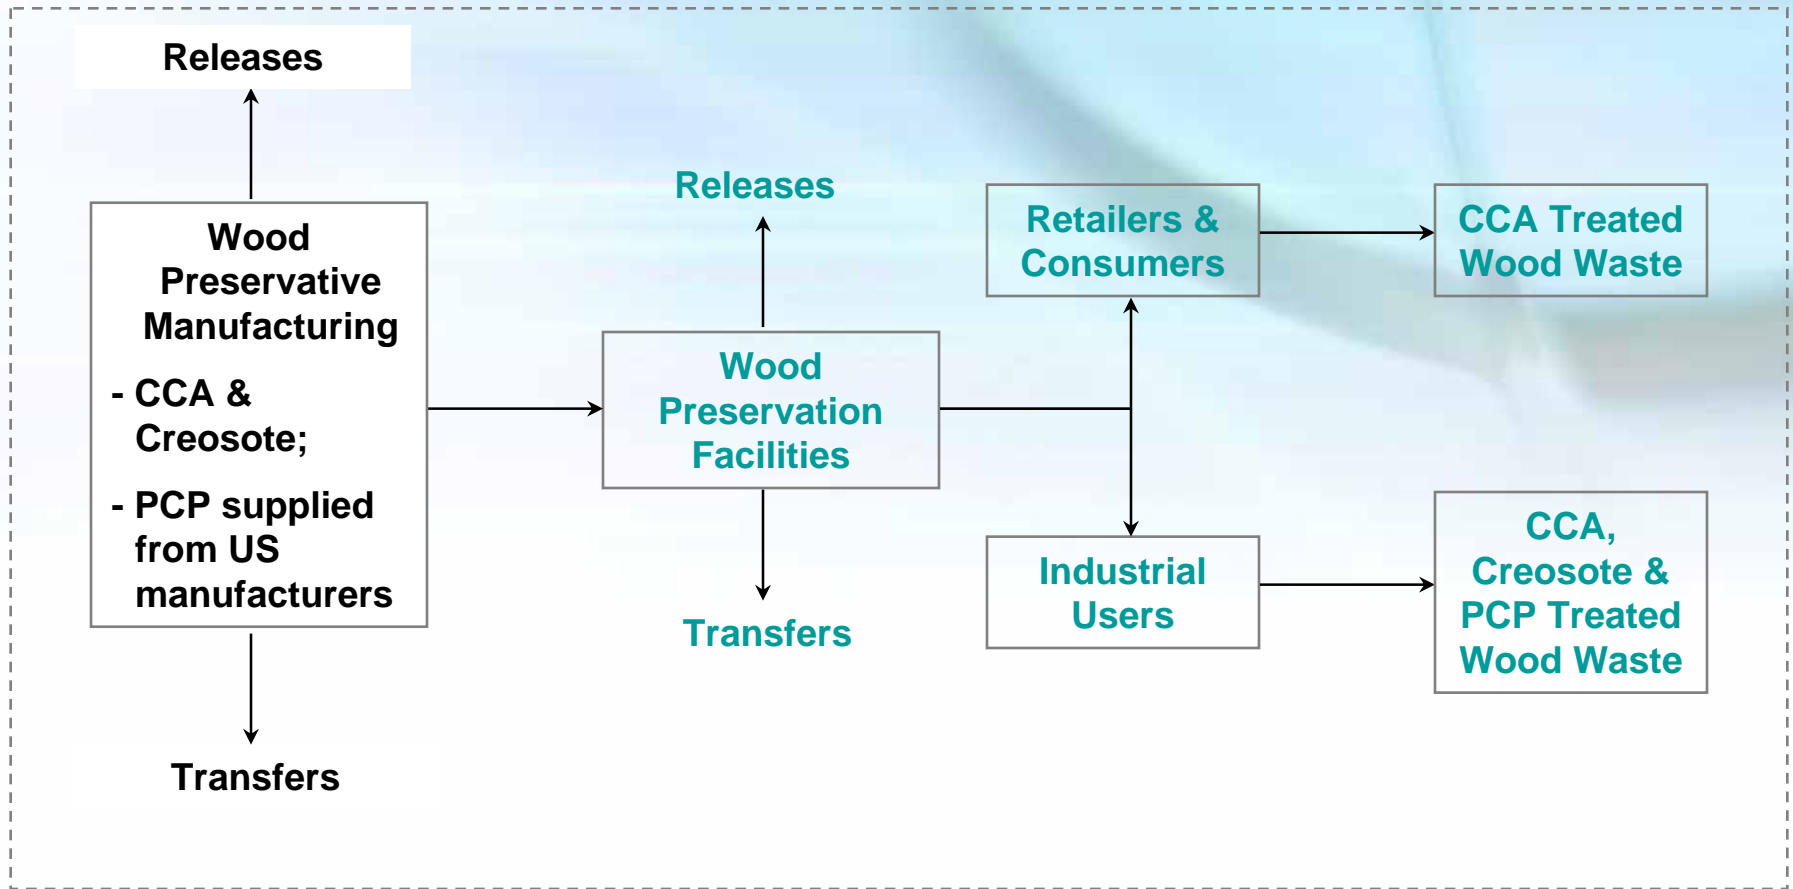 Releases
Wood
Preservative
Manufacturing
- CCA &
Creosote;
- PCP supplied
from US
manufacturers
Transfers
Releases
Wood
Preservation
Facilities
Transfers
Retailers &
Consumers
CCA Treated
Wood Waste
Industrial
Users
CCA,
Creosote &
PCP Treated
Wood Waste